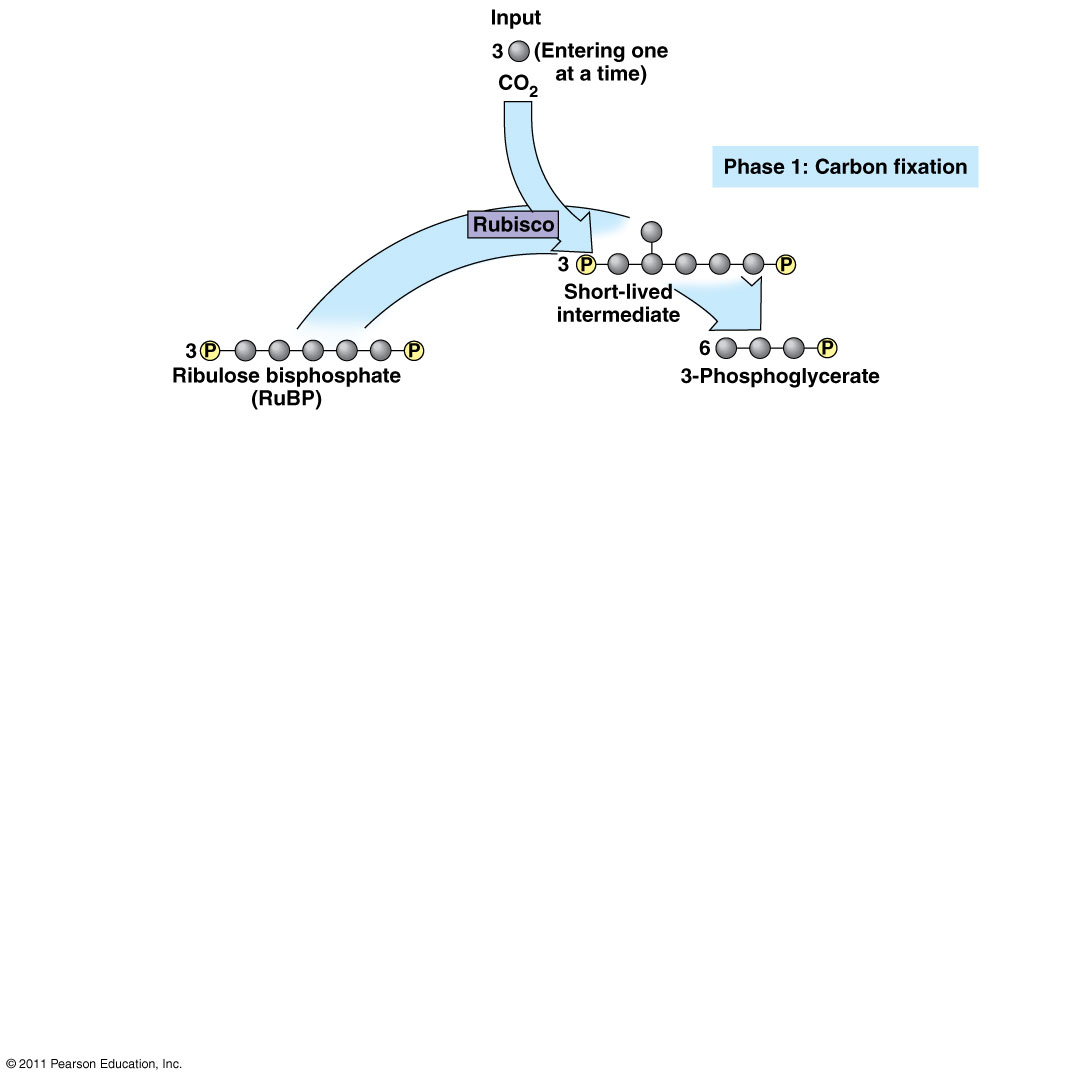 Input
3 (Entering one
at a time)
CO2
Phase 1: Carbon fixation
Rubisco
3 P P
Short-lived
intermediate
3 P P
Ribulose bisphosphate
(RuBP)
6 P
3-Phosphoglycerate
© 2011 Pearson Education, Inc.